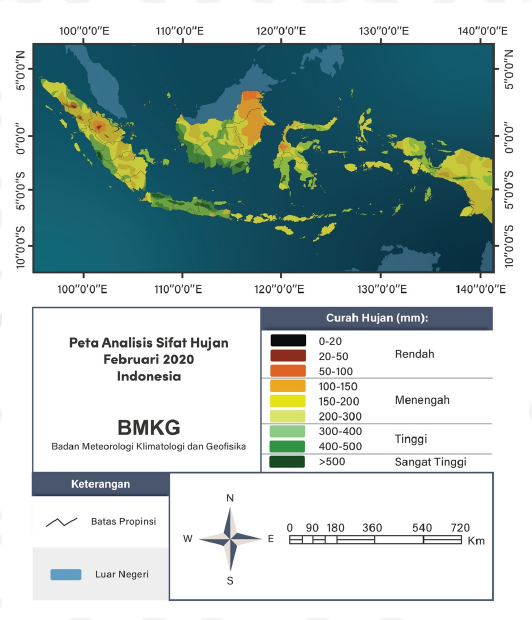 100°0'0"E 110°0'0"E 120°0'0"E 130°0'0"E 140°0'0"E
5°0'0"N 5°0'0"N
0°0'0" 0°0'0"
5°0'0"S 5°0'0"S
10°0'0"S 10°0'0"S
100°0'0"E 110°0'0"E 120°0'0"E 130°0'0"E 140°0'0"E
Peta Analisis Sifat Hujan
Februari 2020
Indonesia
BMKG
Badan Meteorologi Klimatologi dan Geofisika
Curah Hujan (mm):
0-20
20-50 Rendah
50-100
100-150
150-200 Menengah
200-300
300-400
400-500 Tinggi
>500 Sangat Tinggi
Keterangan
Batas Propinsi
Luar Negeri
N
W E
S
0 90 180 360 540 720
Km